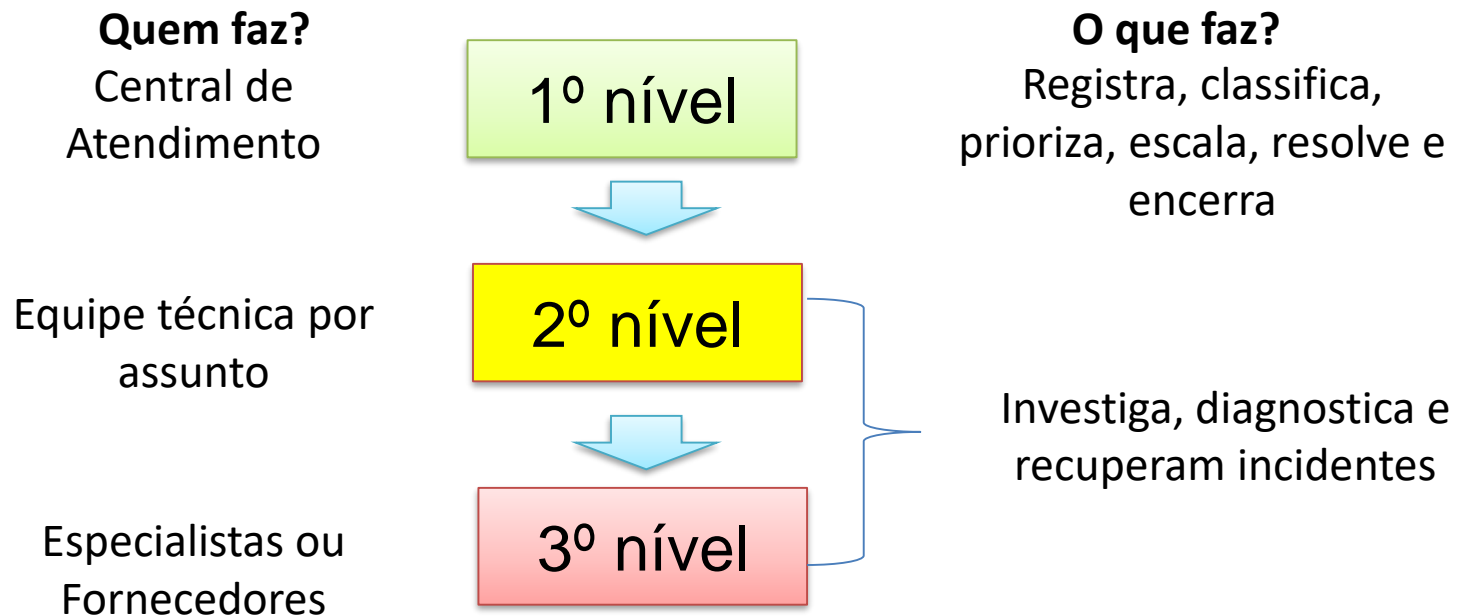 Quem faz?
Central de
Atendimento
1º nível
O que faz?
Registra, classifica,
prioriza, escala, resolve e
encerra
Equipe técnica por
assunto
2º nível
Investiga, diagnostica e
recuperam incidentes
Especialistas ou
Fornecedores
3º nível